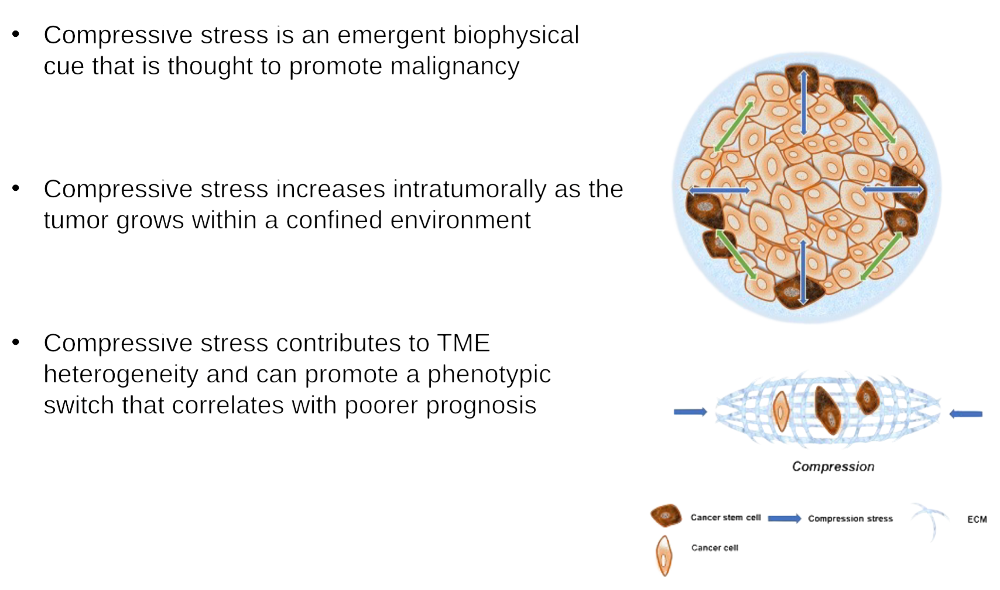 • Compressive stress is an emergent biophysical
cue that is thought to promote malignancy
• Compressive stress increases intratumorally as the
tumor grows within a confined environment
• Compressive stress contributes to TME
heterogeneity and can promote a phenotypic
switch that correlates with poorer prognosis
Compression
Cancer stem cell
Compression stress
ECM
Cancer cell